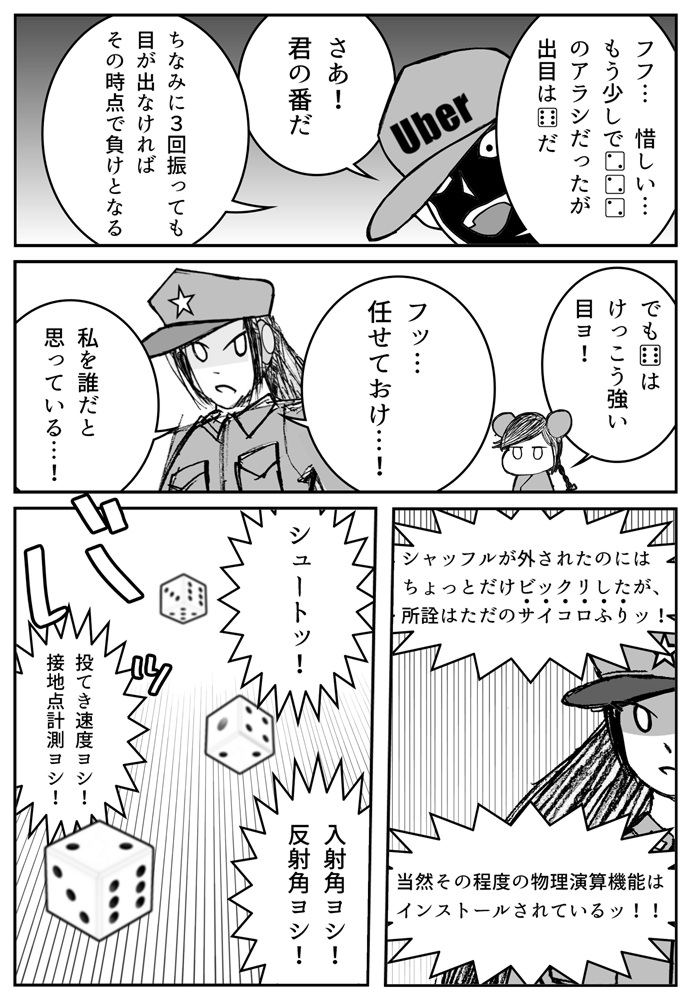 フフ… 惜しい…
もう少しで⚁⚁⚁
のアラシだったが
出目は⚅だ
Uber
さあ！
君の番だ
ちなみに３回振っても
目が出なければ
その時点で負けとなる
でも⚅は
けっこう強い
目ヨ！
フッ…
任せておけ…！
私を誰だと
思っている…！
シャッフルが外されたのには
ちょっとだけビックリしたが、
所詮はただのサイコロふりッ！
当然その程度の物理演算機能は
インストールされているッ！！
シュートッ！
入射角ヨシ！
反射角ヨシ！
投てき速度ヨシ！
接地点計測ヨシ！